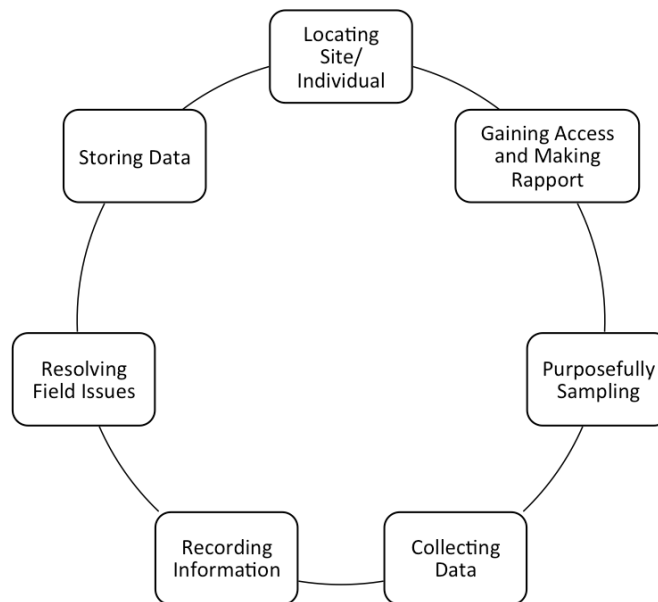 Locating
Site/
Individual
Gaining Access
and Making
Rapport
Purposefully
Sampling
Collecting
Data
Recording
Information
Resolving
Field Issues
Storing Data